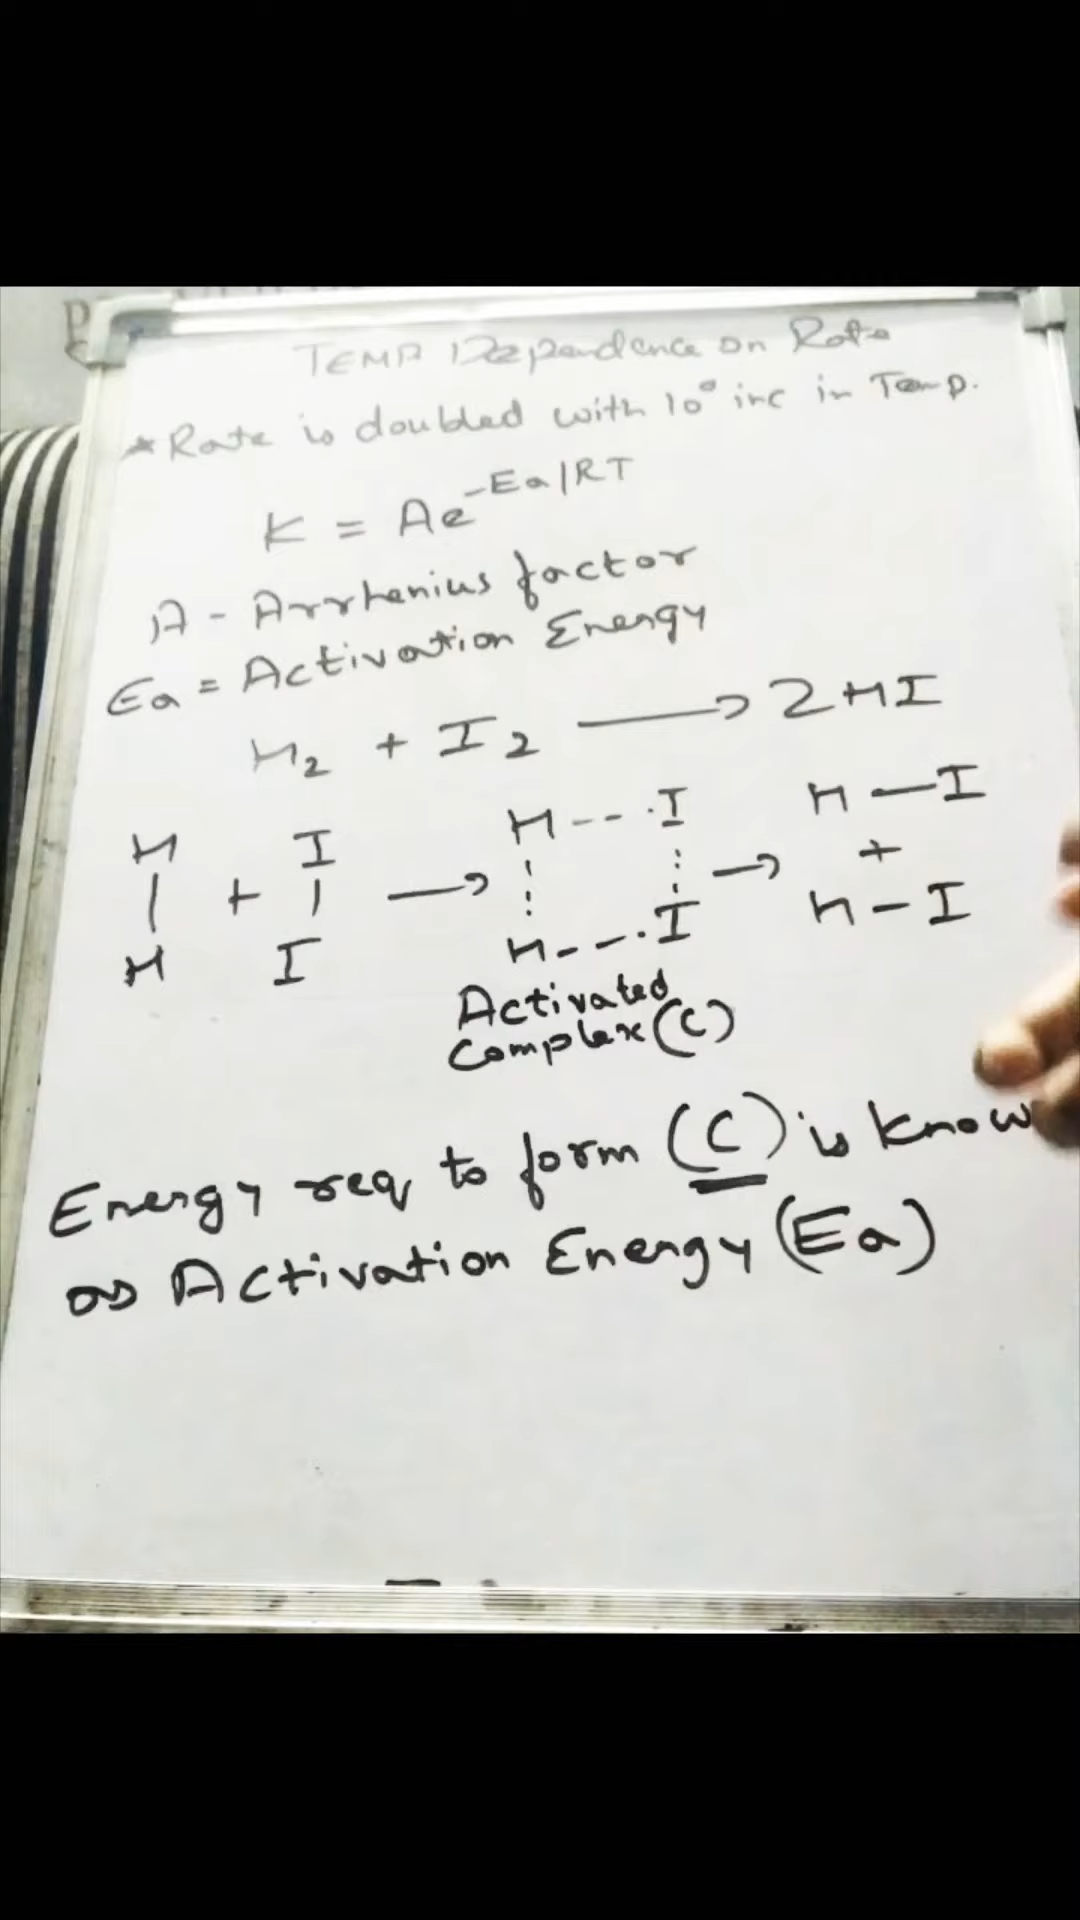 TEMP Dependence on Rate
* Rate is doubled with 10° inc in Temp.
K = Ae^-Ea/RT
A - Arrhenius factor
Ea = Activation Energy
H2 + I2 → 2HI
H I H---I H—I
| + | → ¦ ¦ → +
H I H---I H-I
Activated
Complex (C)
Energy req to form (C) is know
as Activation Energy (Ea)